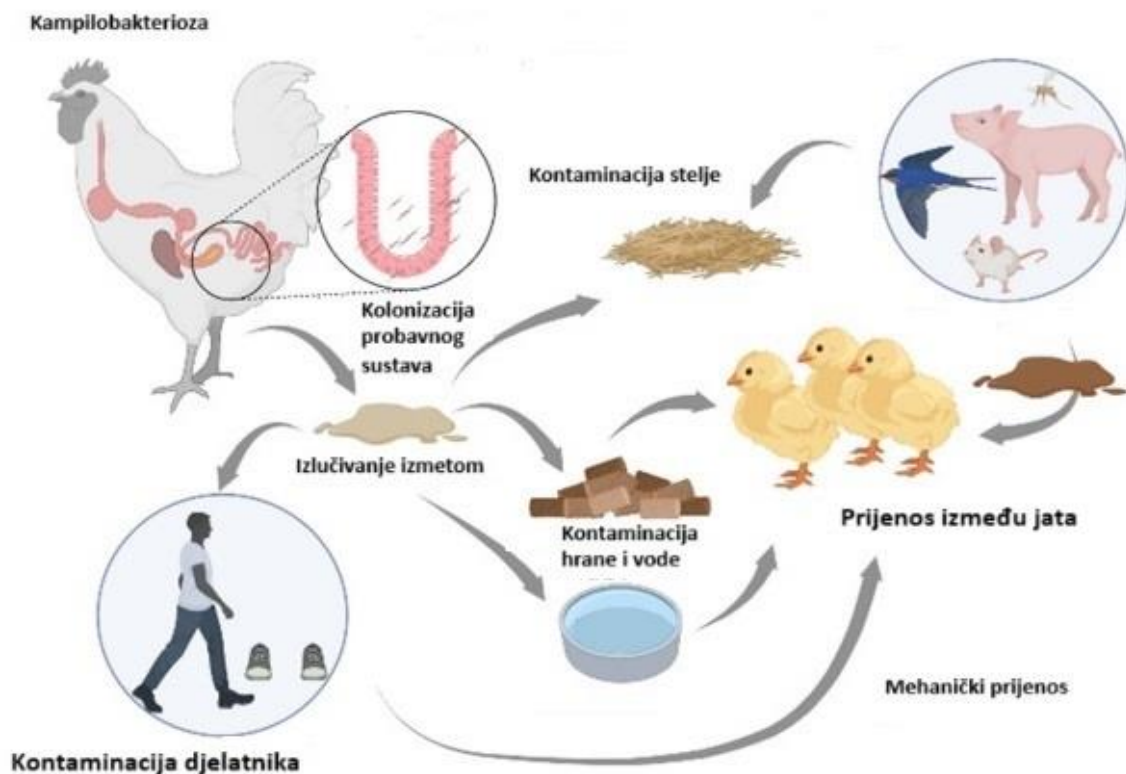 Kampilobakterioza
Kontaminacija stelje
Kolonizacija
probavnog
sustava
Izlučivanje izmetom
Kontaminacija
hrane i vode
Prijenos između jata
Mehanički prijenos
Kontaminacija djelatnika